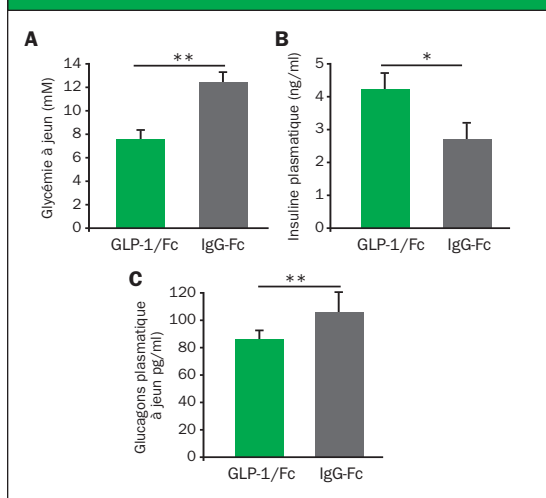 A
Glycémie à jeun (mM)
14
12
10
8
6
4
2
0
**
GLP-1/Fc IgG-Fc
B
Insuline plasmatique (ng/ml)
5
4
3
2
1
0
*
GLP-1/Fc IgG-Fc
C
Glucagons plasmatique
à jeun pg/ml)
120
100
80
60
40
20
0
**
GLP-1/Fc IgG-Fc